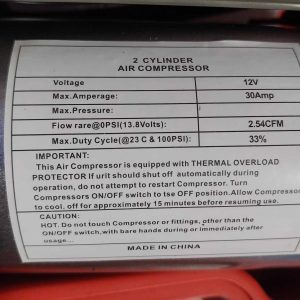 2 CYLINDER
AIR COMPRESSOR
Voltage 12V
Max.Amperage: 30Amp
Max.Pressure:
Fiow rare@0PSI(13.8Volts): 2.54CFM
Max.Duty Cycle(@23 C &100PSI): 33%
IMPORTANT:
This Air Compressor is equipped with THERMAL OVERLOAD
PROTECTOR If urit should shut off automatically during
operation, do not attempt to restart Compressor. Turn
Compressors ON/OFF switch to tse OFF position. Allow Compressor
to cool. off for approximately 15 minutes before resuming use.
CAUTION:
HOT. Do not touch Compressor or fittings, other than the
ON/OFF switch, with bare hands during or immediately after
usage...
MADE IN CHINA